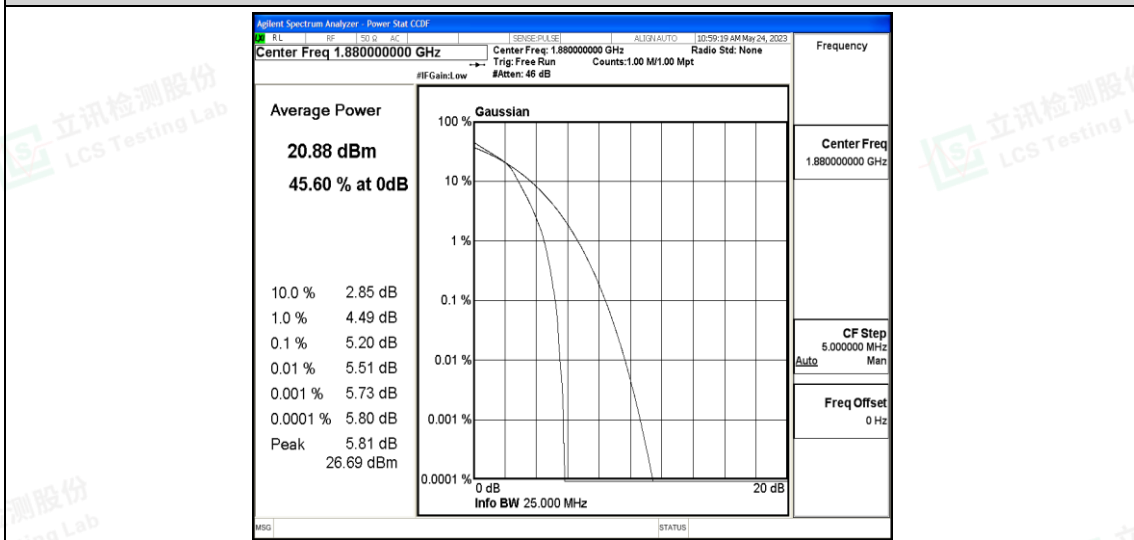 Agilent Spectrum Analyzer - Power Stat CCDF
RL RF 50 Ω AC SENSE:PULSE ALIGN AUTO 10:59:19 AM May 24, 2023
Center Freq 1.880000000 GHz
Center Freq: 1.880000000 GHz Radio Std: None
Trig: Free Run Counts:1.00 M/1.00 Mpt
#IFGain:Low #Atten: 46 dB
Frequency
Average Power
20.88 dBm
45.60 % at 0dB
10.0 % 2.85 dB
1.0 % 4.49 dB
0.1 % 5.20 dB
0.01 % 5.51 dB
0.001 % 5.73 dB
0.0001 % 5.80 dB
Peak 5.81 dB
26.69 dBm
Gaussian
100 %
10 %
1 %
0.1 %
0.01 %
0.001 %
0.0001 %
0 dB 20 dB
Info BW 25.000 MHz
Center Freq
1.880000000 GHz
CF Step
5.000000 MHz
Auto Man
Freq Offset
0 Hz
MSG STATUS
立讯检测股份
LCS Testing Lab
立讯检测股份
LCS Testing L
测股份
ing Lab